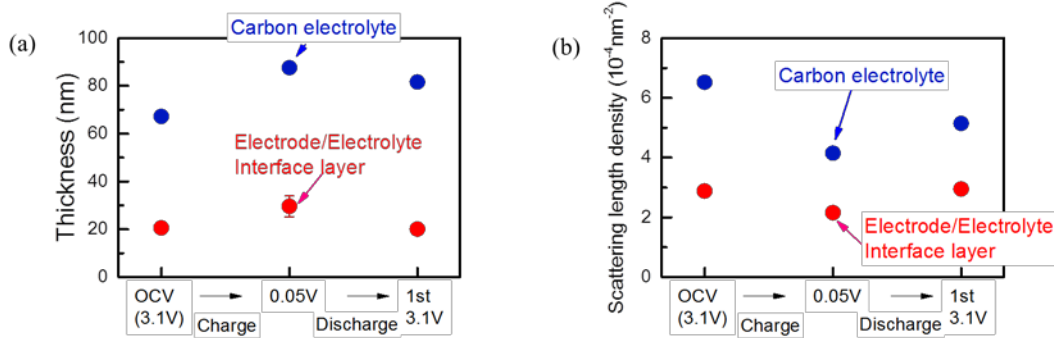 (a)
Thickness (nm)
100
80
60
40
20
0
Carbon electrolyte
Electrode/Electrolyte
Interface layer
OCV
(3.1V)
Charge
0.05V
Discharge
1st
3.1V
(b)
Scattering length density (10⁻⁴nm⁻²)
8
6
4
2
0
Carbon electrolyte
Electrode/Electrolyte
Interface layer
OCV
(3.1V)
Charge
0.05V
Discharge
1st
3.1V